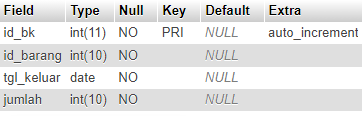 Field Type Null Key Default Extra
id_bk int(11) NO PRI NULL auto_increment
id_barang int(10) NO NULL
tgl_keluar date NO NULL
jumlah int(10) NO NULL